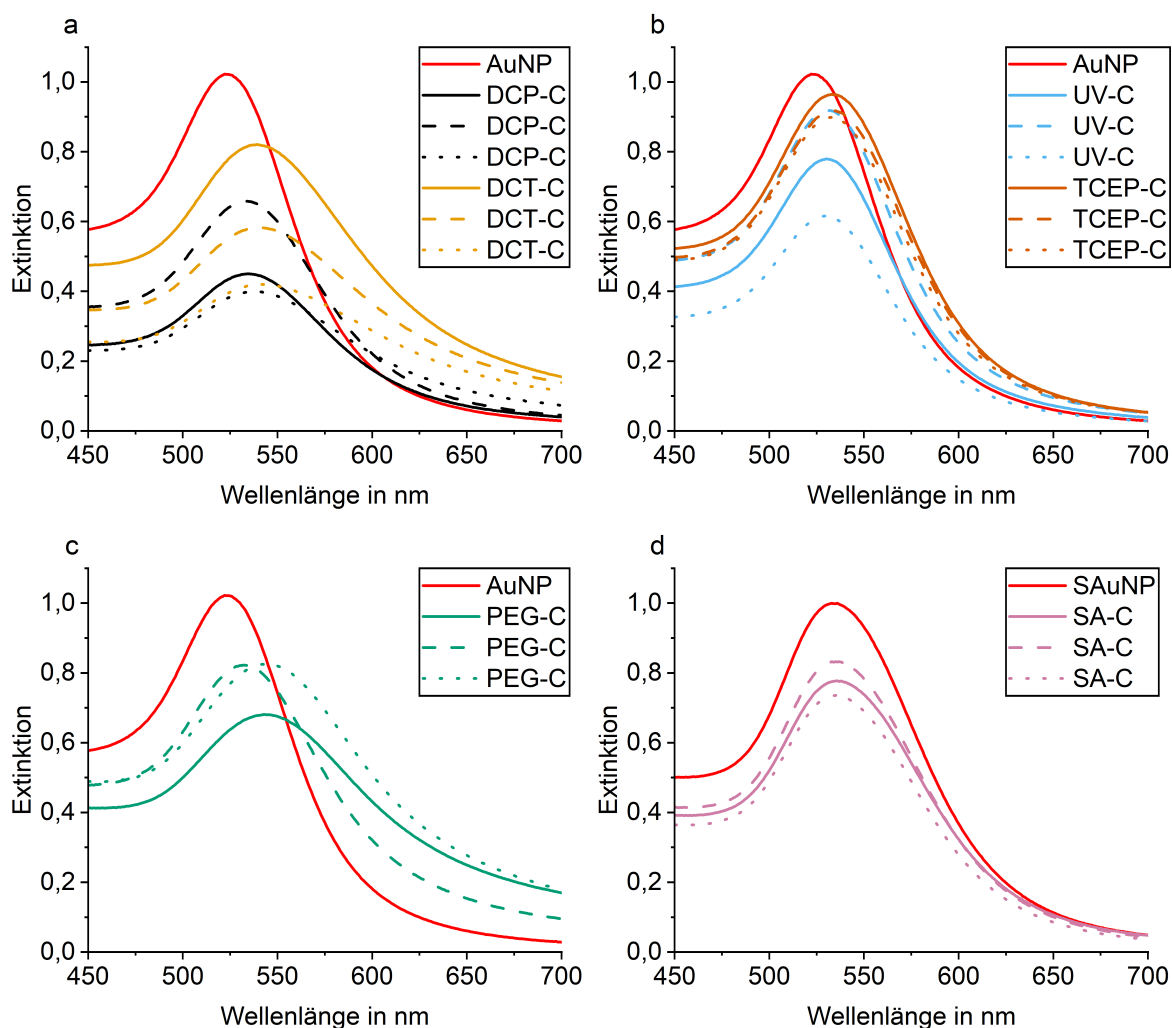 a
AuNP
DCP-C
DCP-C
DCP-C
DCT-C
DCT-C
DCT-C
Extinktion
1,0
0,8
0,6
0,4
0,2
0,0
450 500 550 600 650 700
Wellenlänge in nm
b
AuNP
UV-C
UV-C
UV-C
TCEP-C
TCEP-C
TCEP-C
Extinktion
1,0
0,8
0,6
0,4
0,2
0,0
450 500 550 600 650 700
Wellenlänge in nm
c
AuNP
PEG-C
PEG-C
PEG-C
Extinktion
1,0
0,8
0,6
0,4
0,2
0,0
450 500 550 600 650 700
Wellenlänge in nm
d
SAuNP
SA-C
SA-C
SA-C
Extinktion
1,0
0,8
0,6
0,4
0,2
0,0
450 500 550 600 650 700
Wellenlänge in nm